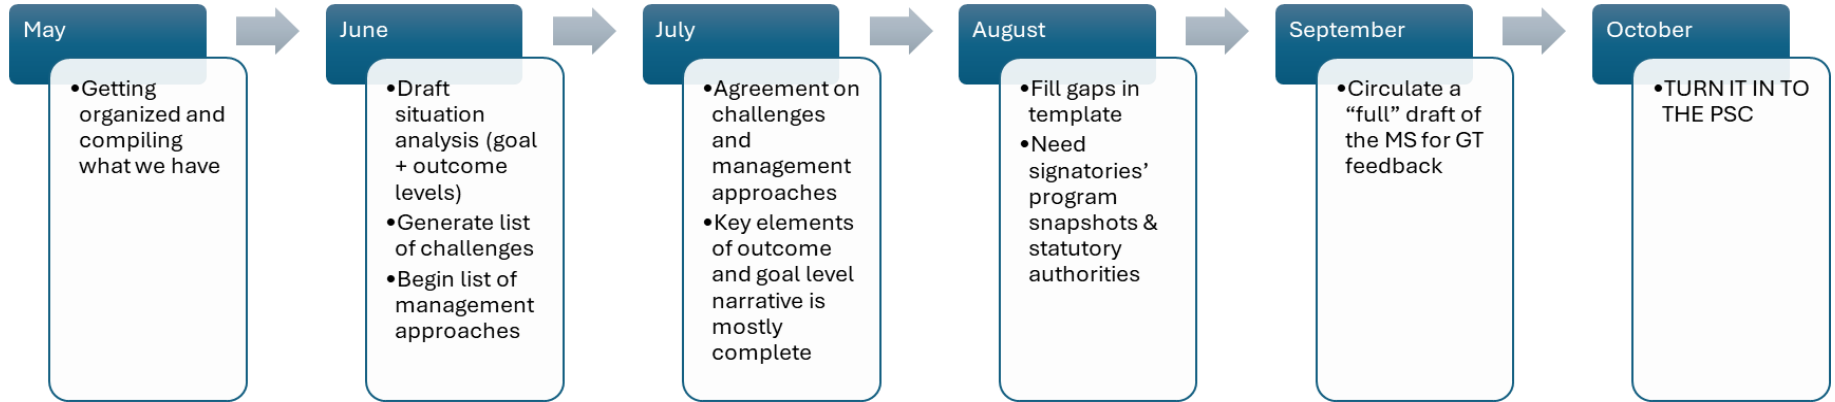 May
•Getting
organized and
compiling
what we have
June
•Draft
situation
analysis (goal
+ outcome
levels)
•Generate list
of challenges
•Begin list of
management
approaches
July
•Agreement on
challenges
and
management
approaches
•Key elements
of outcome
and goal level
narrative is
mostly
complete
August
•Fill gaps in
template
•Need
signatories’
program
snapshots &
statutory
authorities
September
•Circulate a
“full” draft of
the MS for GT
feedback
October
•TURN IT IN TO
THE PSC